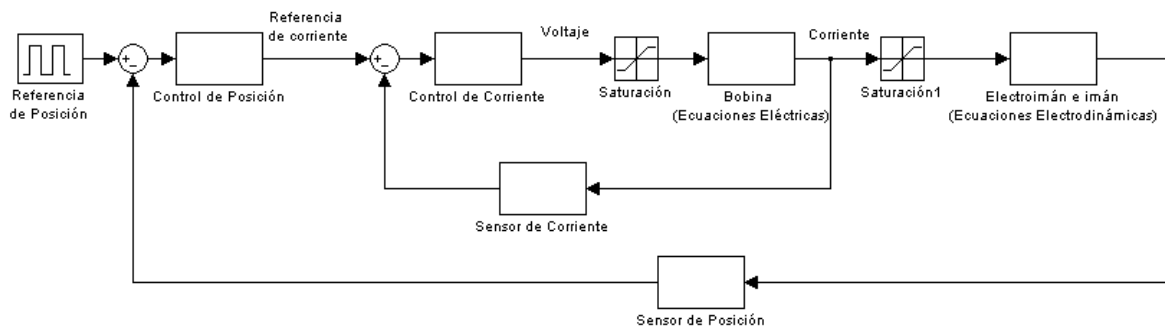 Referencia
de corriente
Voltaje
Corriente
Referencia
de Posición
Control de Posición
Control de Corriente
Saturación
Bobina
(Ecuaciones Eléctricas)
Saturación1
Electroimán e imán
(Ecuaciones Electrodinámicas)
Sensor de Corriente
Sensor de Posición